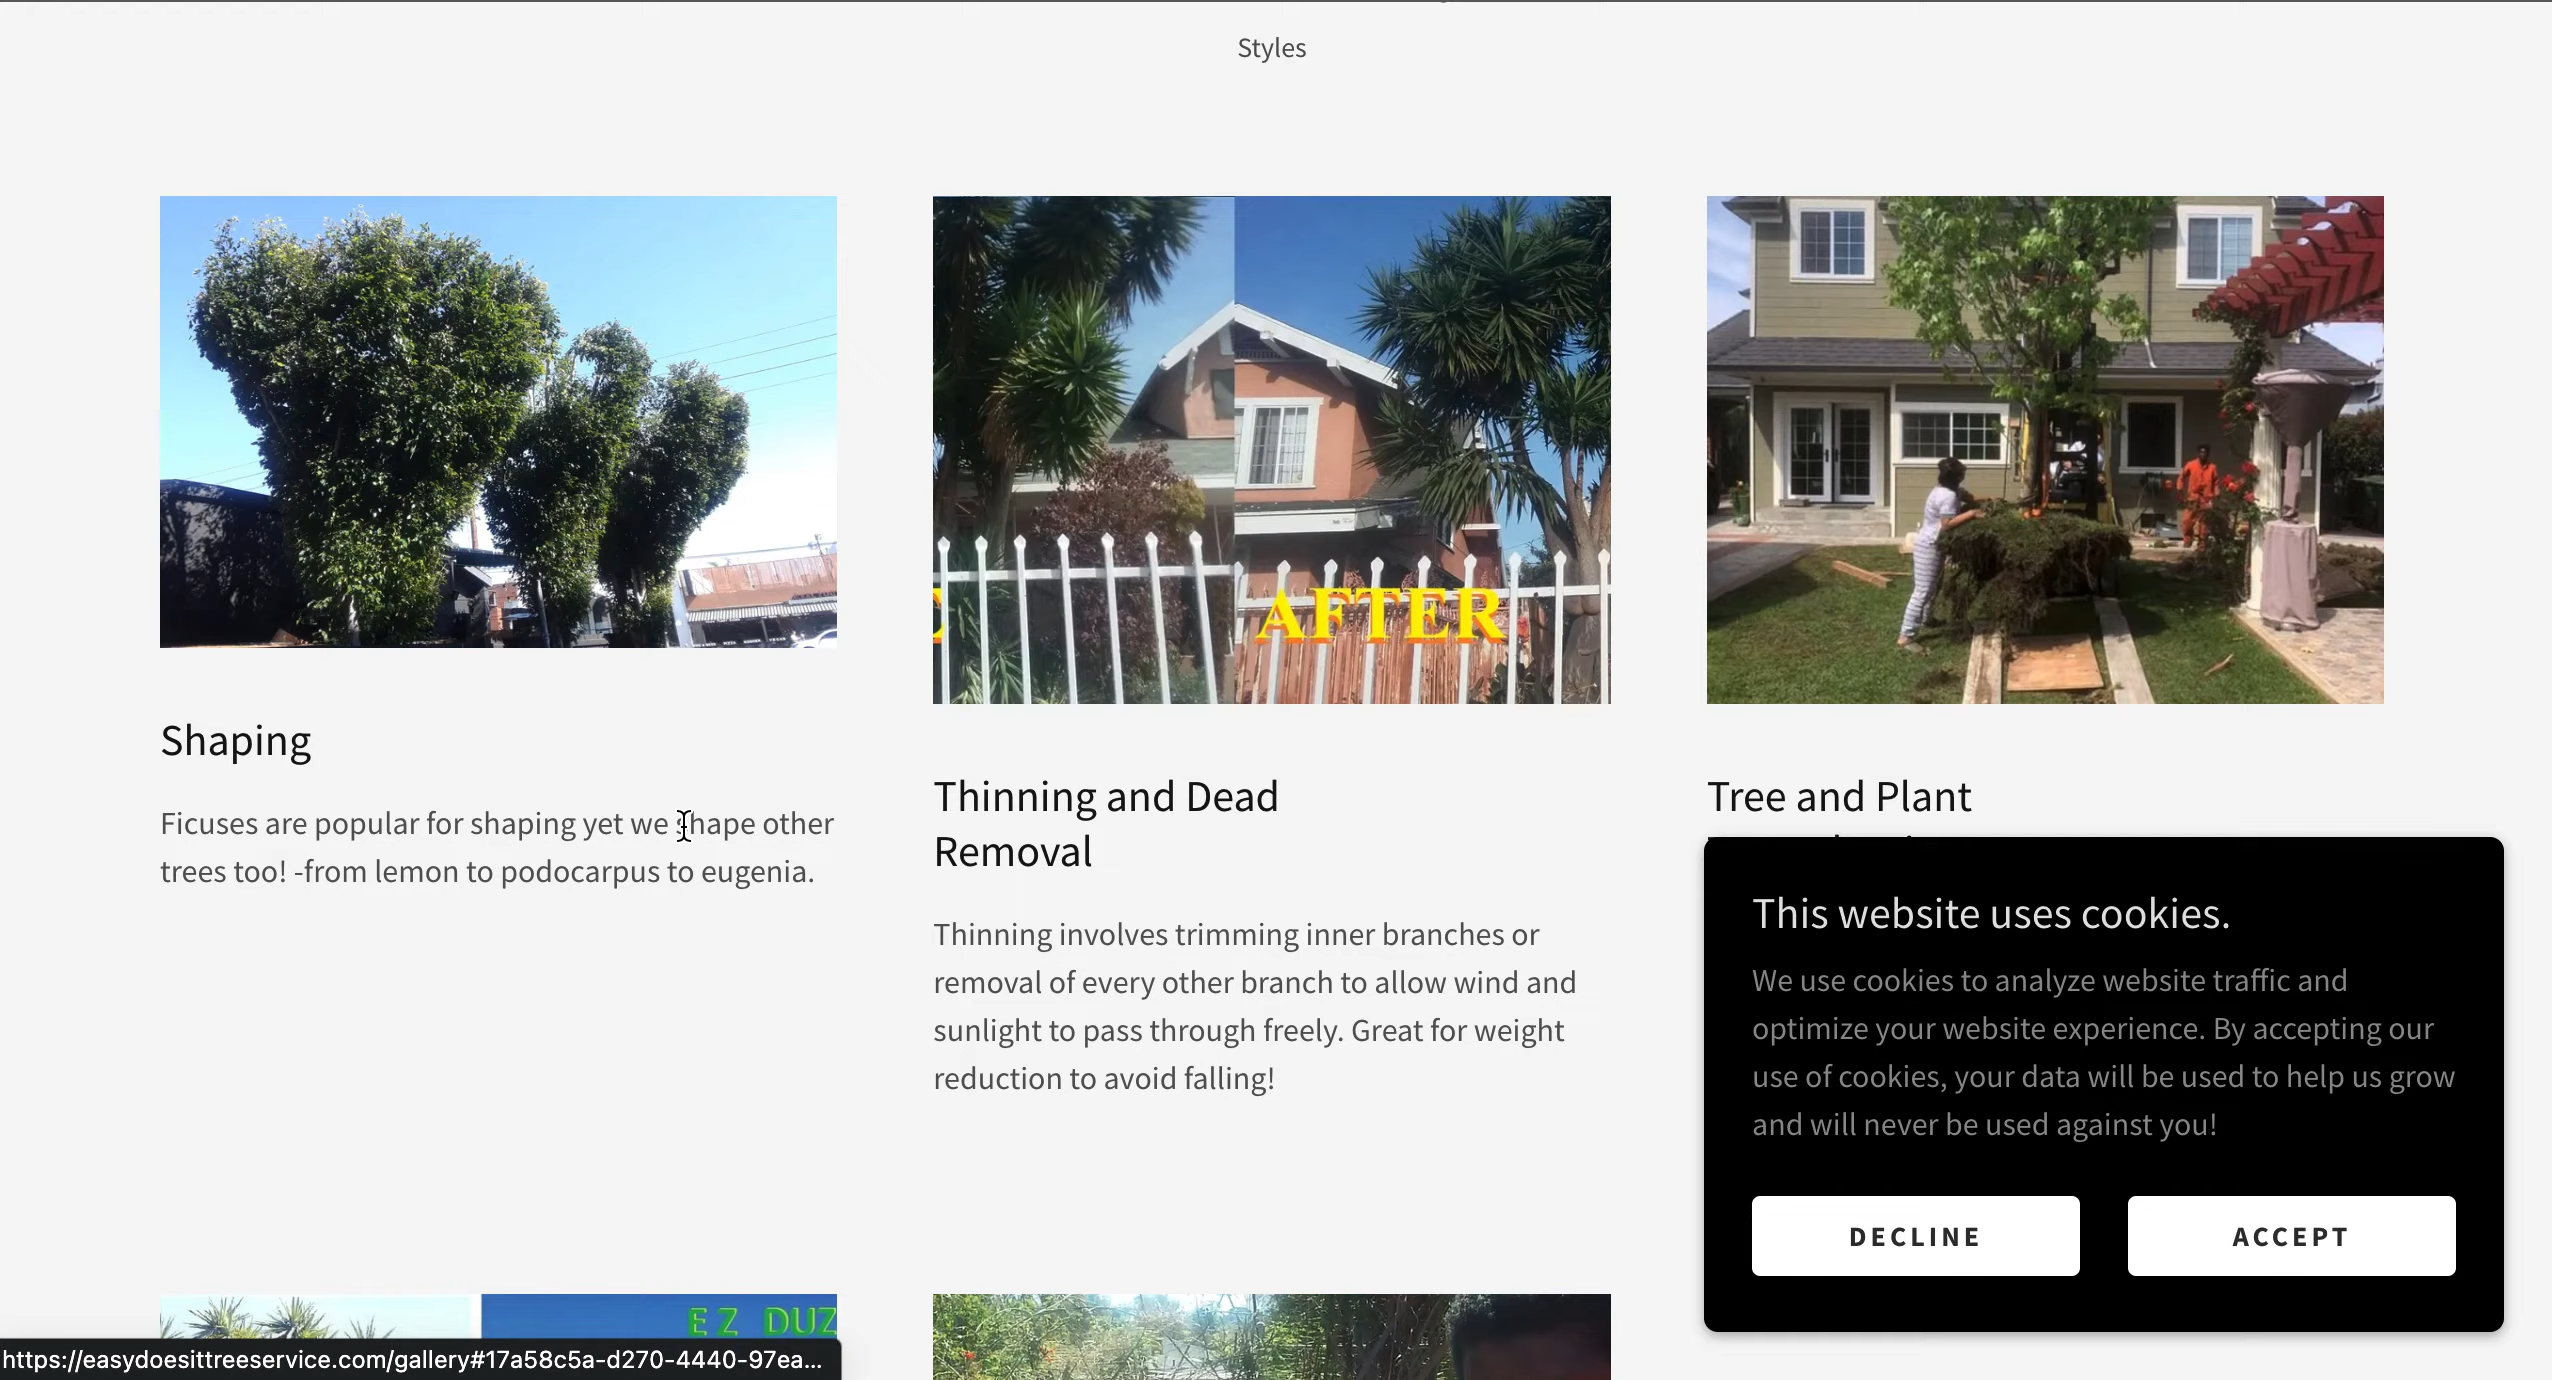 Styles
AFTER
Shaping
Ficuses are popular for shaping yet we shape other
trees too! -from lemon to podocarpus to eugenia.
Thinning and Dead
Removal
Thinning involves trimming inner branches or
removal of every other branch to allow wind and
sunlight to pass through freely. Great for weight
reduction to avoid falling!
Tree and Plant
This website uses cookies.
We use cookies to analyze website traffic and
optimize your website experience. By accepting our
use of cookies, your data will be used to help us grow
and will never be used against you!
DECLINE
ACCEPT
EZ DUZ
https://easydoesittreeservice.com/gallery#17a58c5a-d270-4440-97ea...